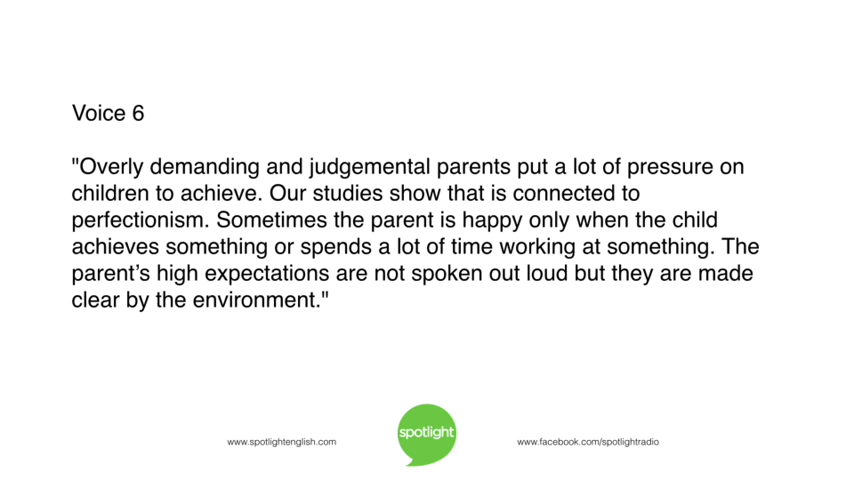 Voice 6
"Overly demanding and judgemental parents put a lot of pressure on
children to achieve. Our studies show that is connected to
perfectionism. Sometimes the parent is happy only when the child
achieves something or spends a lot of time working at something. The
parent’s high expectations are not spoken out loud but they are made
clear by the environment."
www.spotlightenglish.com
spotlight
www.facebook.com/spotlightradio